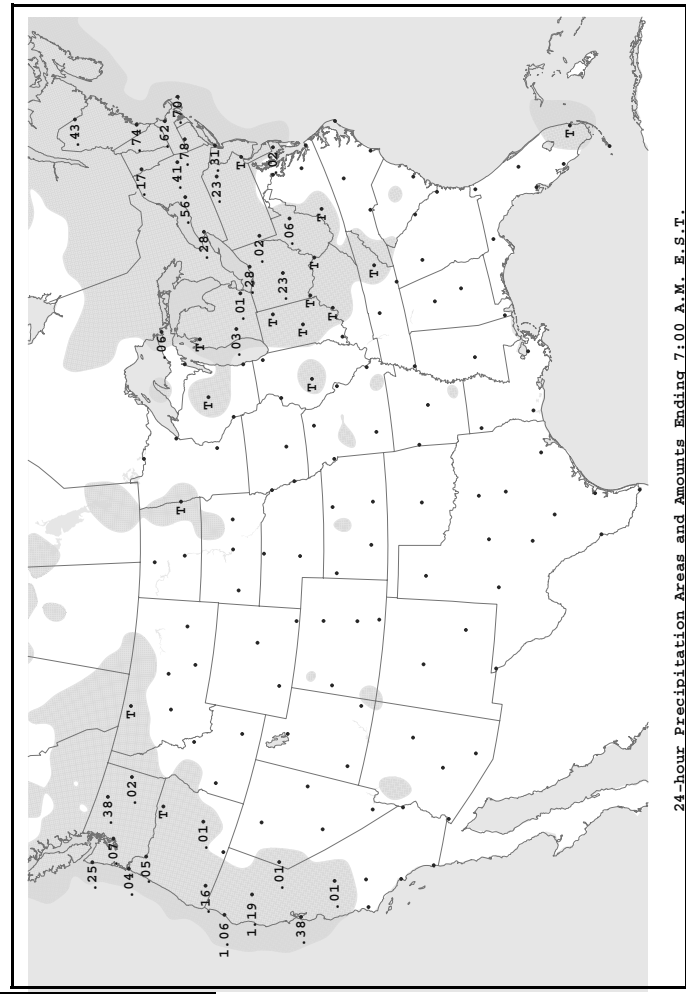 .43
.25
.38
.04
.02
T
.74
.17
.05
.06
T
.62
.41
.70
T
.78
.56
T
.01
.28
.16
T
.31
.23
1.06
.03
.01
T
.28
1.19
.02
T
.02
.01
.23
.06
.38
T
T
T
T
T
T
.01
T
T
24-hour Precipitation Areas and Amounts Ending 7:00 A.M. E.S.T.